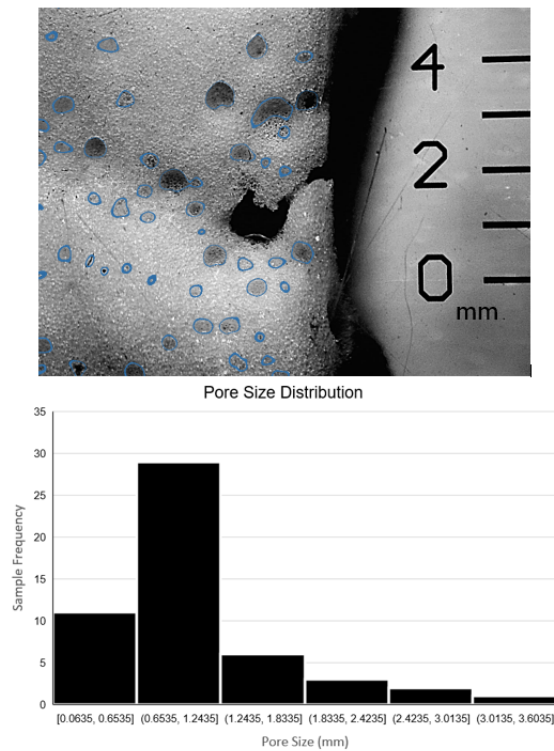 4
2
0
mm
Pore Size Distribution
35
30
25
20
15
10
5
0
Sample Frequency
[0.0635, 0.6535] (0.6535, 1.2435] (1.2435, 1.8335] (1.8335, 2.4235] (2.4235, 3.0135] (3.0135, 3.6035]
Pore Size (mm)